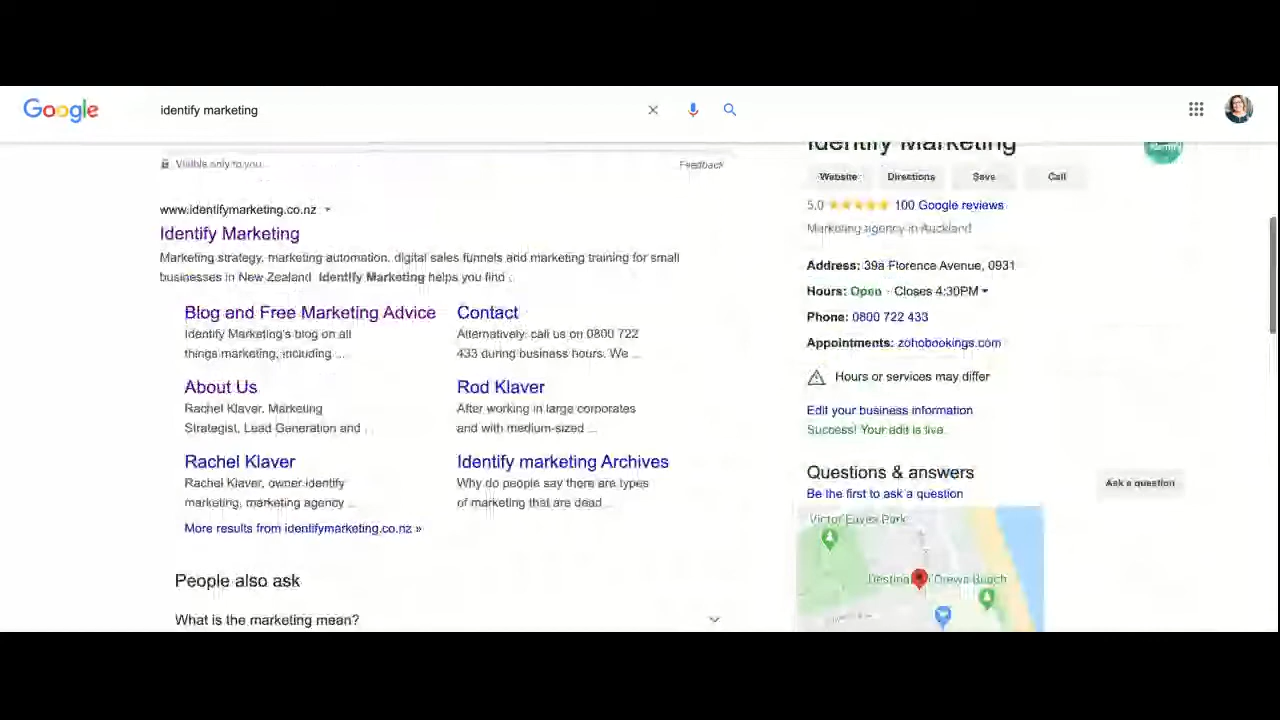 Google
identify marketing
Visible only to you
Feedback
www.identifymarketing.co.nz
Identify Marketing
Marketing strategy, marketing automation, digital sales funnels and marketing training for small
businesses in New Zealand Identify Marketing helps you find ...
Blog and Free Marketing Advice
Identify Marketing's blog on all
things marketing, including ...
Contact
Alternatively, call us on 0800 722
433 during business hours. We ...
About Us
Rachel Klaver, Marketing
Strategist, Lead Generation and ...
Rod Klaver
After working in large corporates
and with medium-sized ...
Rachel Klaver
Rachel Klaver, owner identify
marketing, marketing agency ...
Identify marketing Archives
Why do people say there are types
of marketing that are dead...
More results from identifymarketing.co.nz »
People also ask
What is the marketing mean?
Identify Marketing
identify
Website
Directions
Save
Call
5.0 100 Google reviews
Marketing agency in Auckland
Address: 39a Florence Avenue, 0931
Hours: Open · Closes 4:30PM
Phone: 0800 722 433
Appointments: zohobookings.com
Hours or services may differ
Edit your business information
Success! Your edit is live.
Questions & answers
Be the first to ask a question
Ask a question
Victor Eaves Park
Orewa Beach